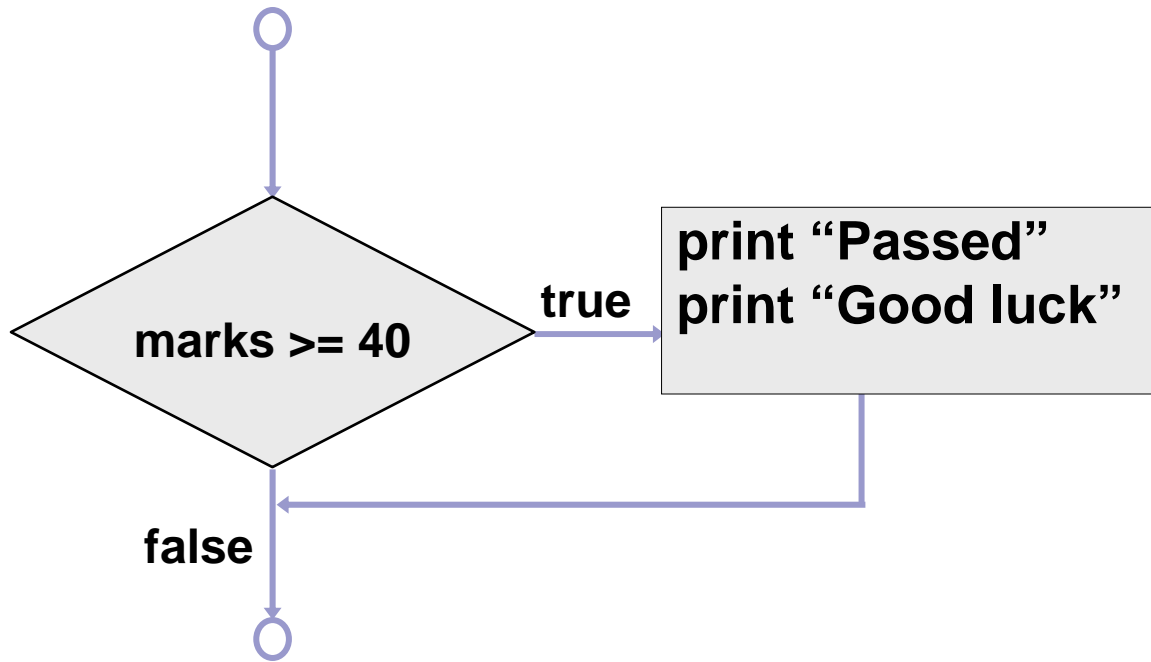 marks >= 40
true
print “Passed”
print “Good luck”
false